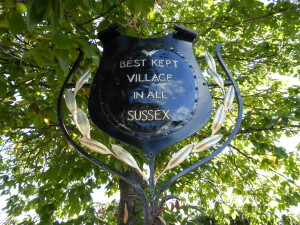 BEST KEPT
VILLAGE
IN ALL
SUSSEX